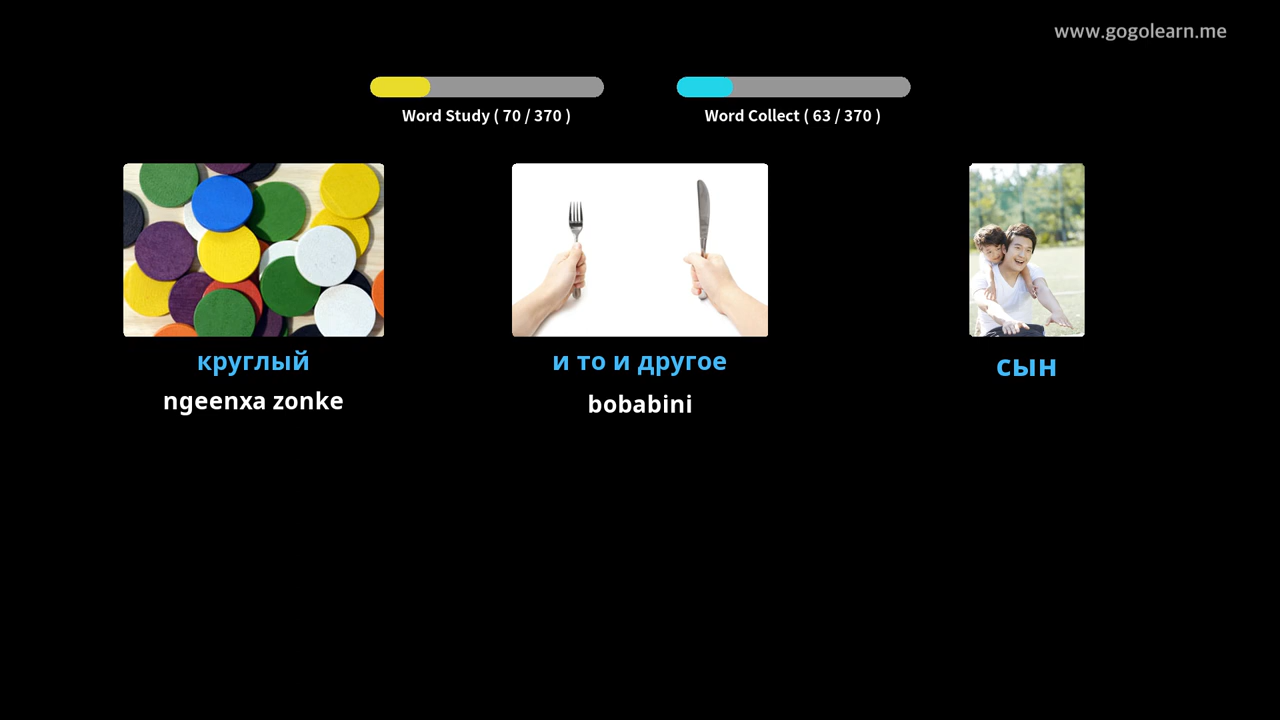 www.gogolearn.me
Word Study ( 70 / 370 )
Word Collect ( 63 / 370 )
круглый
ngeenxa zonke
и то и другое
bobabini
сын